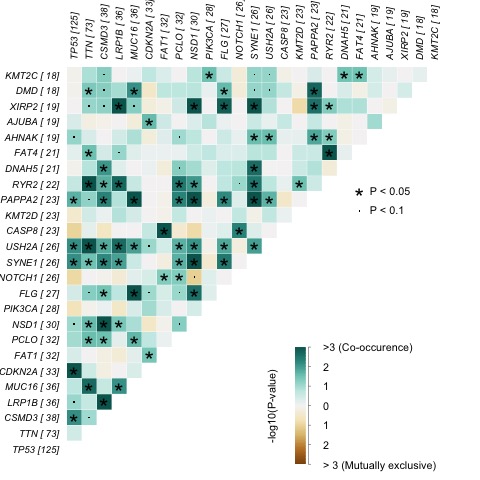 TP53 [125]
TTN [ 73]
CSMD3 [ 38]
LRP1B [ 36]
MUC16 [ 36]
CDKN2A [ 33]
FAT1 [ 32]
PCLO [ 32]
NSD1 [ 30]
PIK3CA [ 28]
FLG [ 27]
NOTCH1 [ 26
SYNE1 [ 26]
USH2A [ 26]
CASP8 [ 23]
KMT2D [ 23]
PAPPA2 [ 23]
RYR2 [ 22]
DNAH5 [ 21]
FAT4 [ 21]
AHNAK [ 19]
AJUBA [ 19]
XIRP2 [ 19]
DMD [ 18]
KMT2C [ 18]
KMT2C [ 18]
DMD [ 18]
XIRP2 [ 19]
AJUBA [ 19]
AHNAK [ 19]
FAT4 [ 21]
DNAH5 [ 21]
RYR2 [ 22]
PAPPA2 [ 23]
KMT2D [ 23]
CASP8 [ 23]
USH2A [ 26]
SYNE1 [ 26]
NOTCH1 [ 26]
FLG [ 27]
PIK3CA [ 28]
NSD1 [ 30]
PCLO [ 32]
FAT1 [ 32]
CDKN2A [ 33]
MUC16 [ 36]
LRP1B [ 36]
CSMD3 [ 38]
TTN [ 73]
TP53 [125]
* P < 0.05
· P < 0.1
-log10(P-value)
>3 (Co-occurence)
2
1
0
1
2
> 3 (Mutually exclusive)